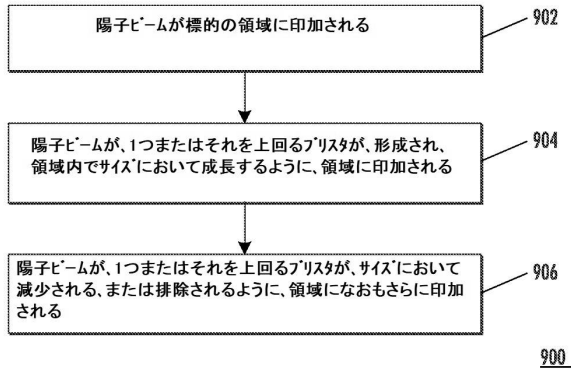 陽子ﾋﾞｰﾑが標的の領域に印加される
902
陽子ﾋﾞｰﾑが、1つまたはそれを上回るﾌﾞﾘｽﾀが、形成され、
領域内でｻｲｽﾞにおいて成長するように、領域に印加される
904
陽子ﾋﾞｰﾑが、1つまたはそれを上回るﾌﾞﾘｽﾀが、ｻｲｽﾞにおいて
減少される、または排除されるように、領域になおもさらに印加
される
906
900